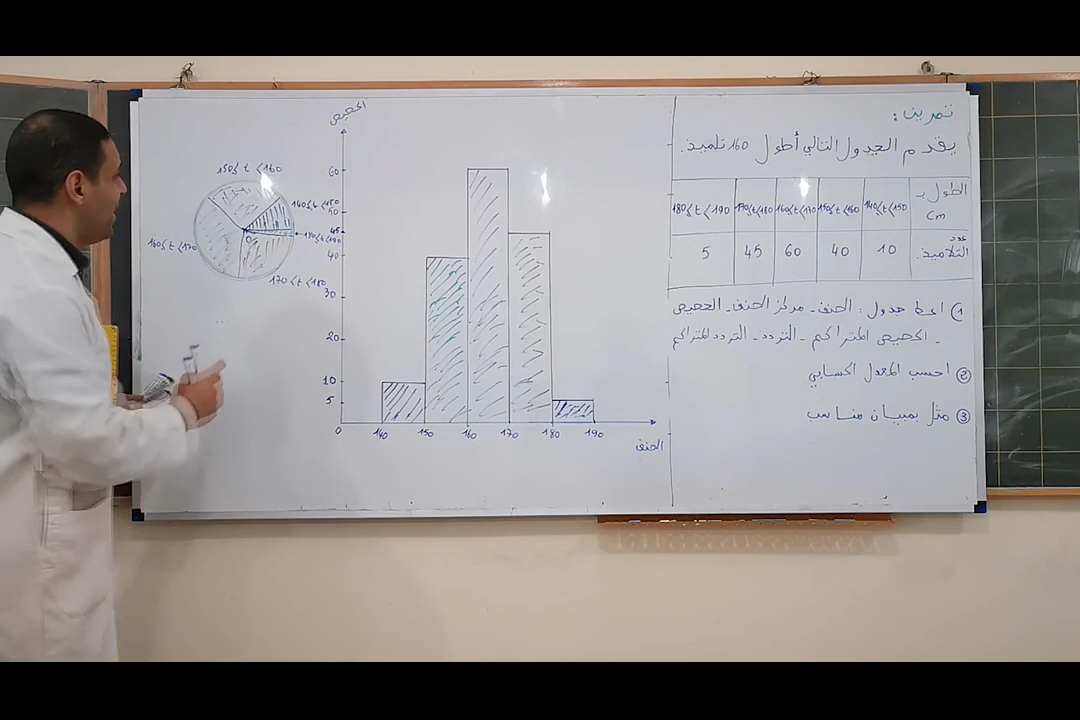 تمرين:
يقدم الجدول التالي أطول 160 تلميذ.
الطول بـ cm 140≤t<150 150≤t<160 160≤t<170 170≤t<180 180≤t<190
عدد التلاميذ 10 40 60 45 5
1) اعط جدول: الصنف - مركز الصنف - الحصيص
- الحصيص المتراكم - التردد - التردد المتراكم
2) احسب المعدل الحسابي
3) مثل بمبيان مناسب
الحصيص
60
50
45
40
30
20
10
5
0 140 150 160 170 180 190
الصنف
150≤t<160
140≤t<150
180≤t<190
160≤t<170
170≤t<180